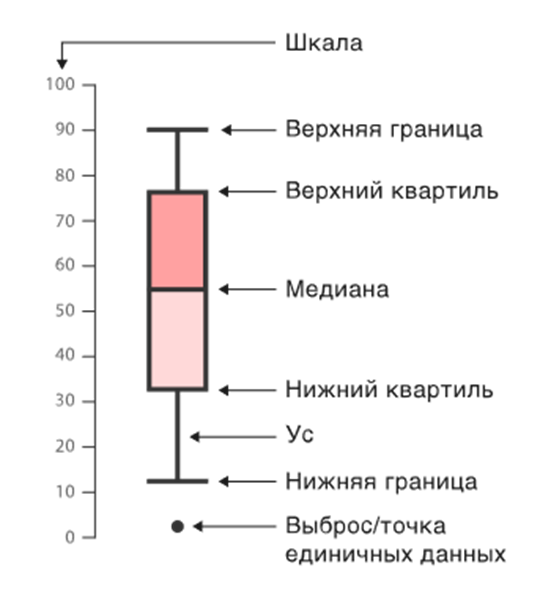 Шкала
100
90
Верхняя граница
80
Верхний квартиль
70
60
Медиана
50
40
Нижний квартиль
30
Ус
20
Нижняя граница
10
Выброс/точка
единичных данных
0